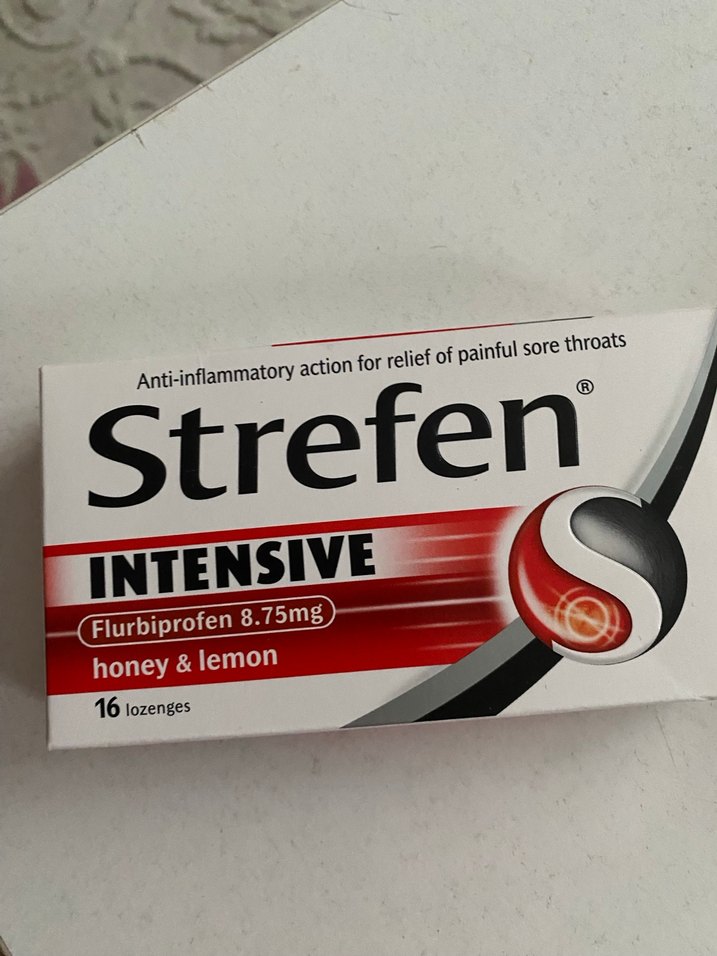 Anti-inflammatory action for relief of painful sore throats
Strefen®
INTENSIVE
Flurbiprofen 8.75mg
honey & lemon
16 lozenges